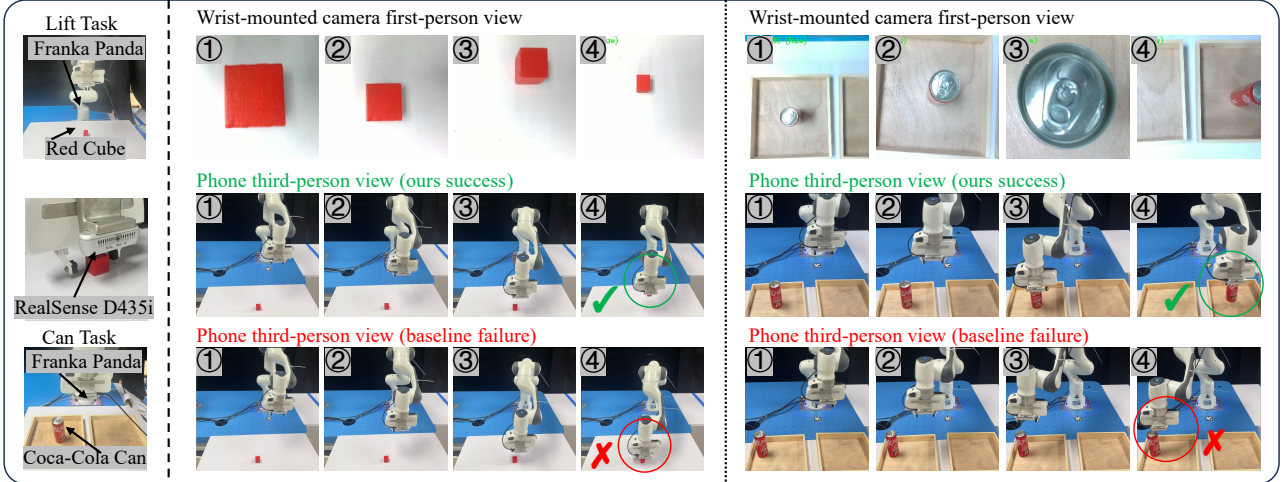 Lift Task
Franka Panda
Red Cube
RealSense D435i
Can Task
Franka Panda
Coca-Cola Can
Wrist-mounted camera first-person view
① ② ③ ④
Phone third-person view (ours success)
① ② ③ ④
Phone third-person view (baseline failure)
① ② ③ ④
Wrist-mounted camera first-person view
① ② ③ ④
Phone third-person view (ours success)
① ② ③ ④
Phone third-person view (baseline failure)
① ② ③ ④